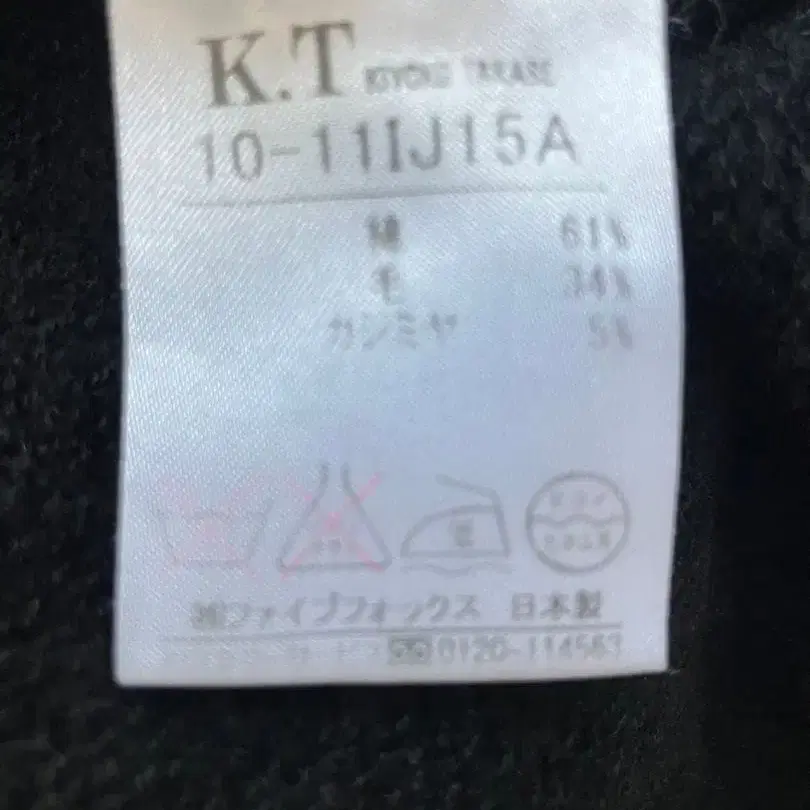 K.T KIYOKO TAKASE
10-11IJ15A
綿 61%
毛 34%
カシミヤ 5%
㈱ファイブフォックス 日本製
0120-114563